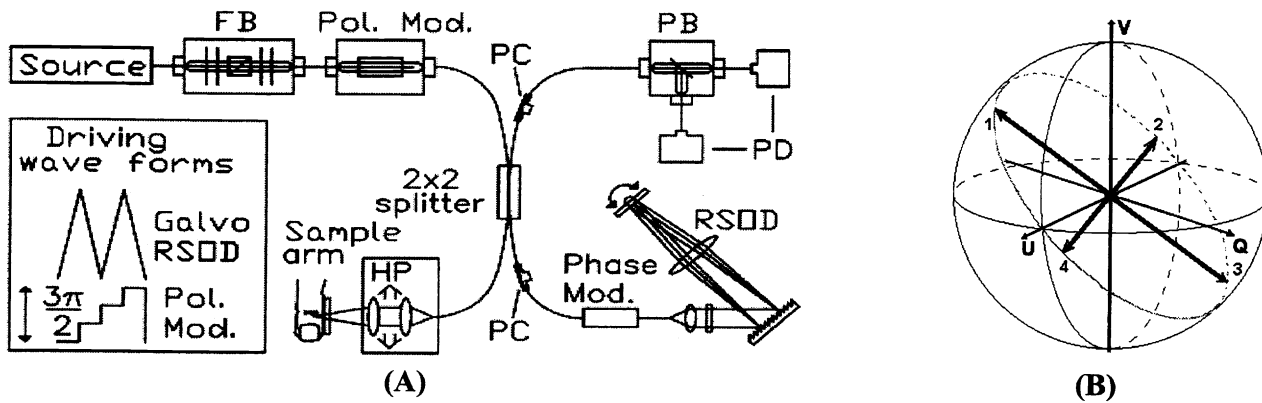 FB
Pol. Mod.
PB
Source
PC
PD
Driving
wave forms
Galvo
RSOD
3π
2
Pol.
Mod.
2x2
splitter
Sample
arm
HP
PC
Phase
Mod.
RSOD
(A)
V
1
2
U
4
Q
3
(B)